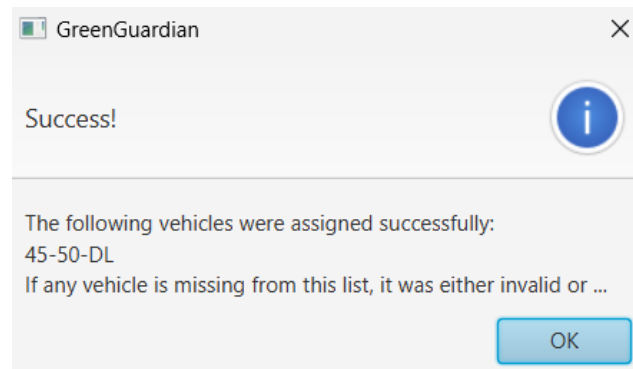 GreenGuardian
Success!
The following vehicles were assigned successfully:
45-50-DL
If any vehicle is missing from this list, it was either invalid or ...
OK